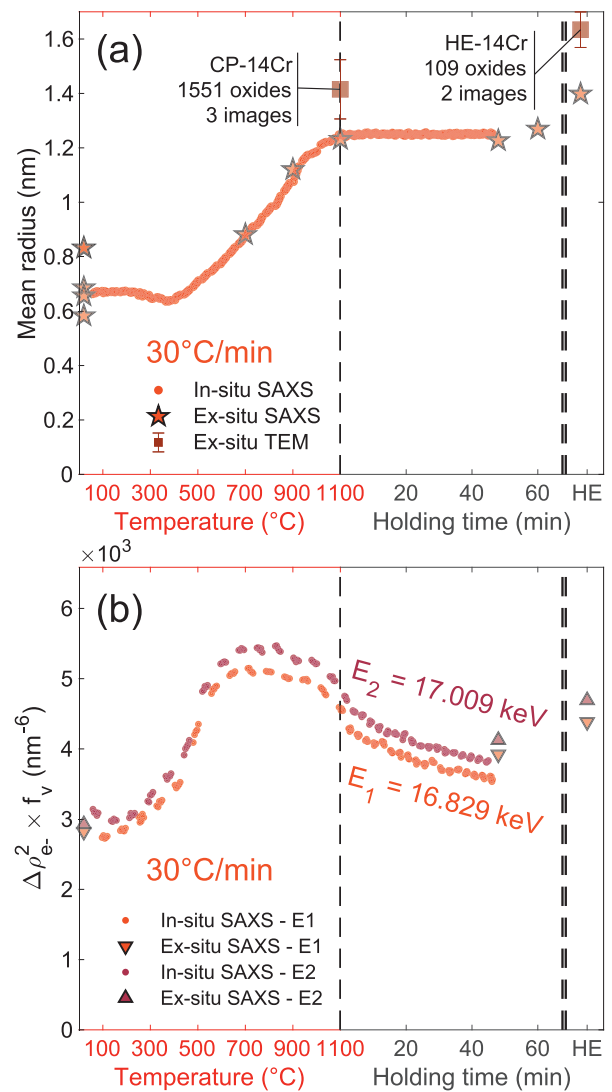 (a)
1.6
1.4
1.2
1.0
0.8
0.6
0.4
0.2
0
Mean radius (nm)
CP-14Cr
1551 oxides
3 images
HE-14Cr
109 oxides
2 images
30°C/min
In-situ SAXS
Ex-situ SAXS
Ex-situ TEM
100 300 500 700 900 1100 20 40 60 HE
Temperature (°C) Holding time (min)
×10³
(b)
6
5
4
3
2
1
0
Δρ²e- × fv (nm⁻⁶)
E₂ = 17.009 keV
E₁ = 16.829 keV
30°C/min
In-situ SAXS - E1
Ex-situ SAXS - E1
In-situ SAXS - E2
Ex-situ SAXS - E2
100 300 500 700 900 1100 20 40 60 HE
Temperature (°C) Holding time (min)